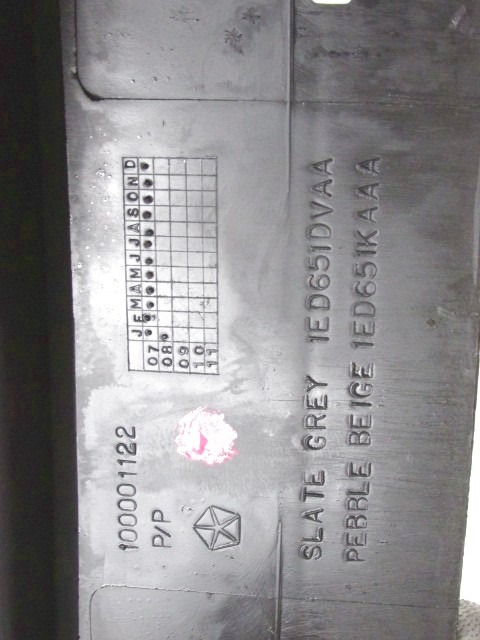 J F M A M J J A S O N D
07
08
09
10
11
100001122
P/P
SLATE GREY 1ED651DVAA
PEBBLE BEIGE 1ED651KAAA